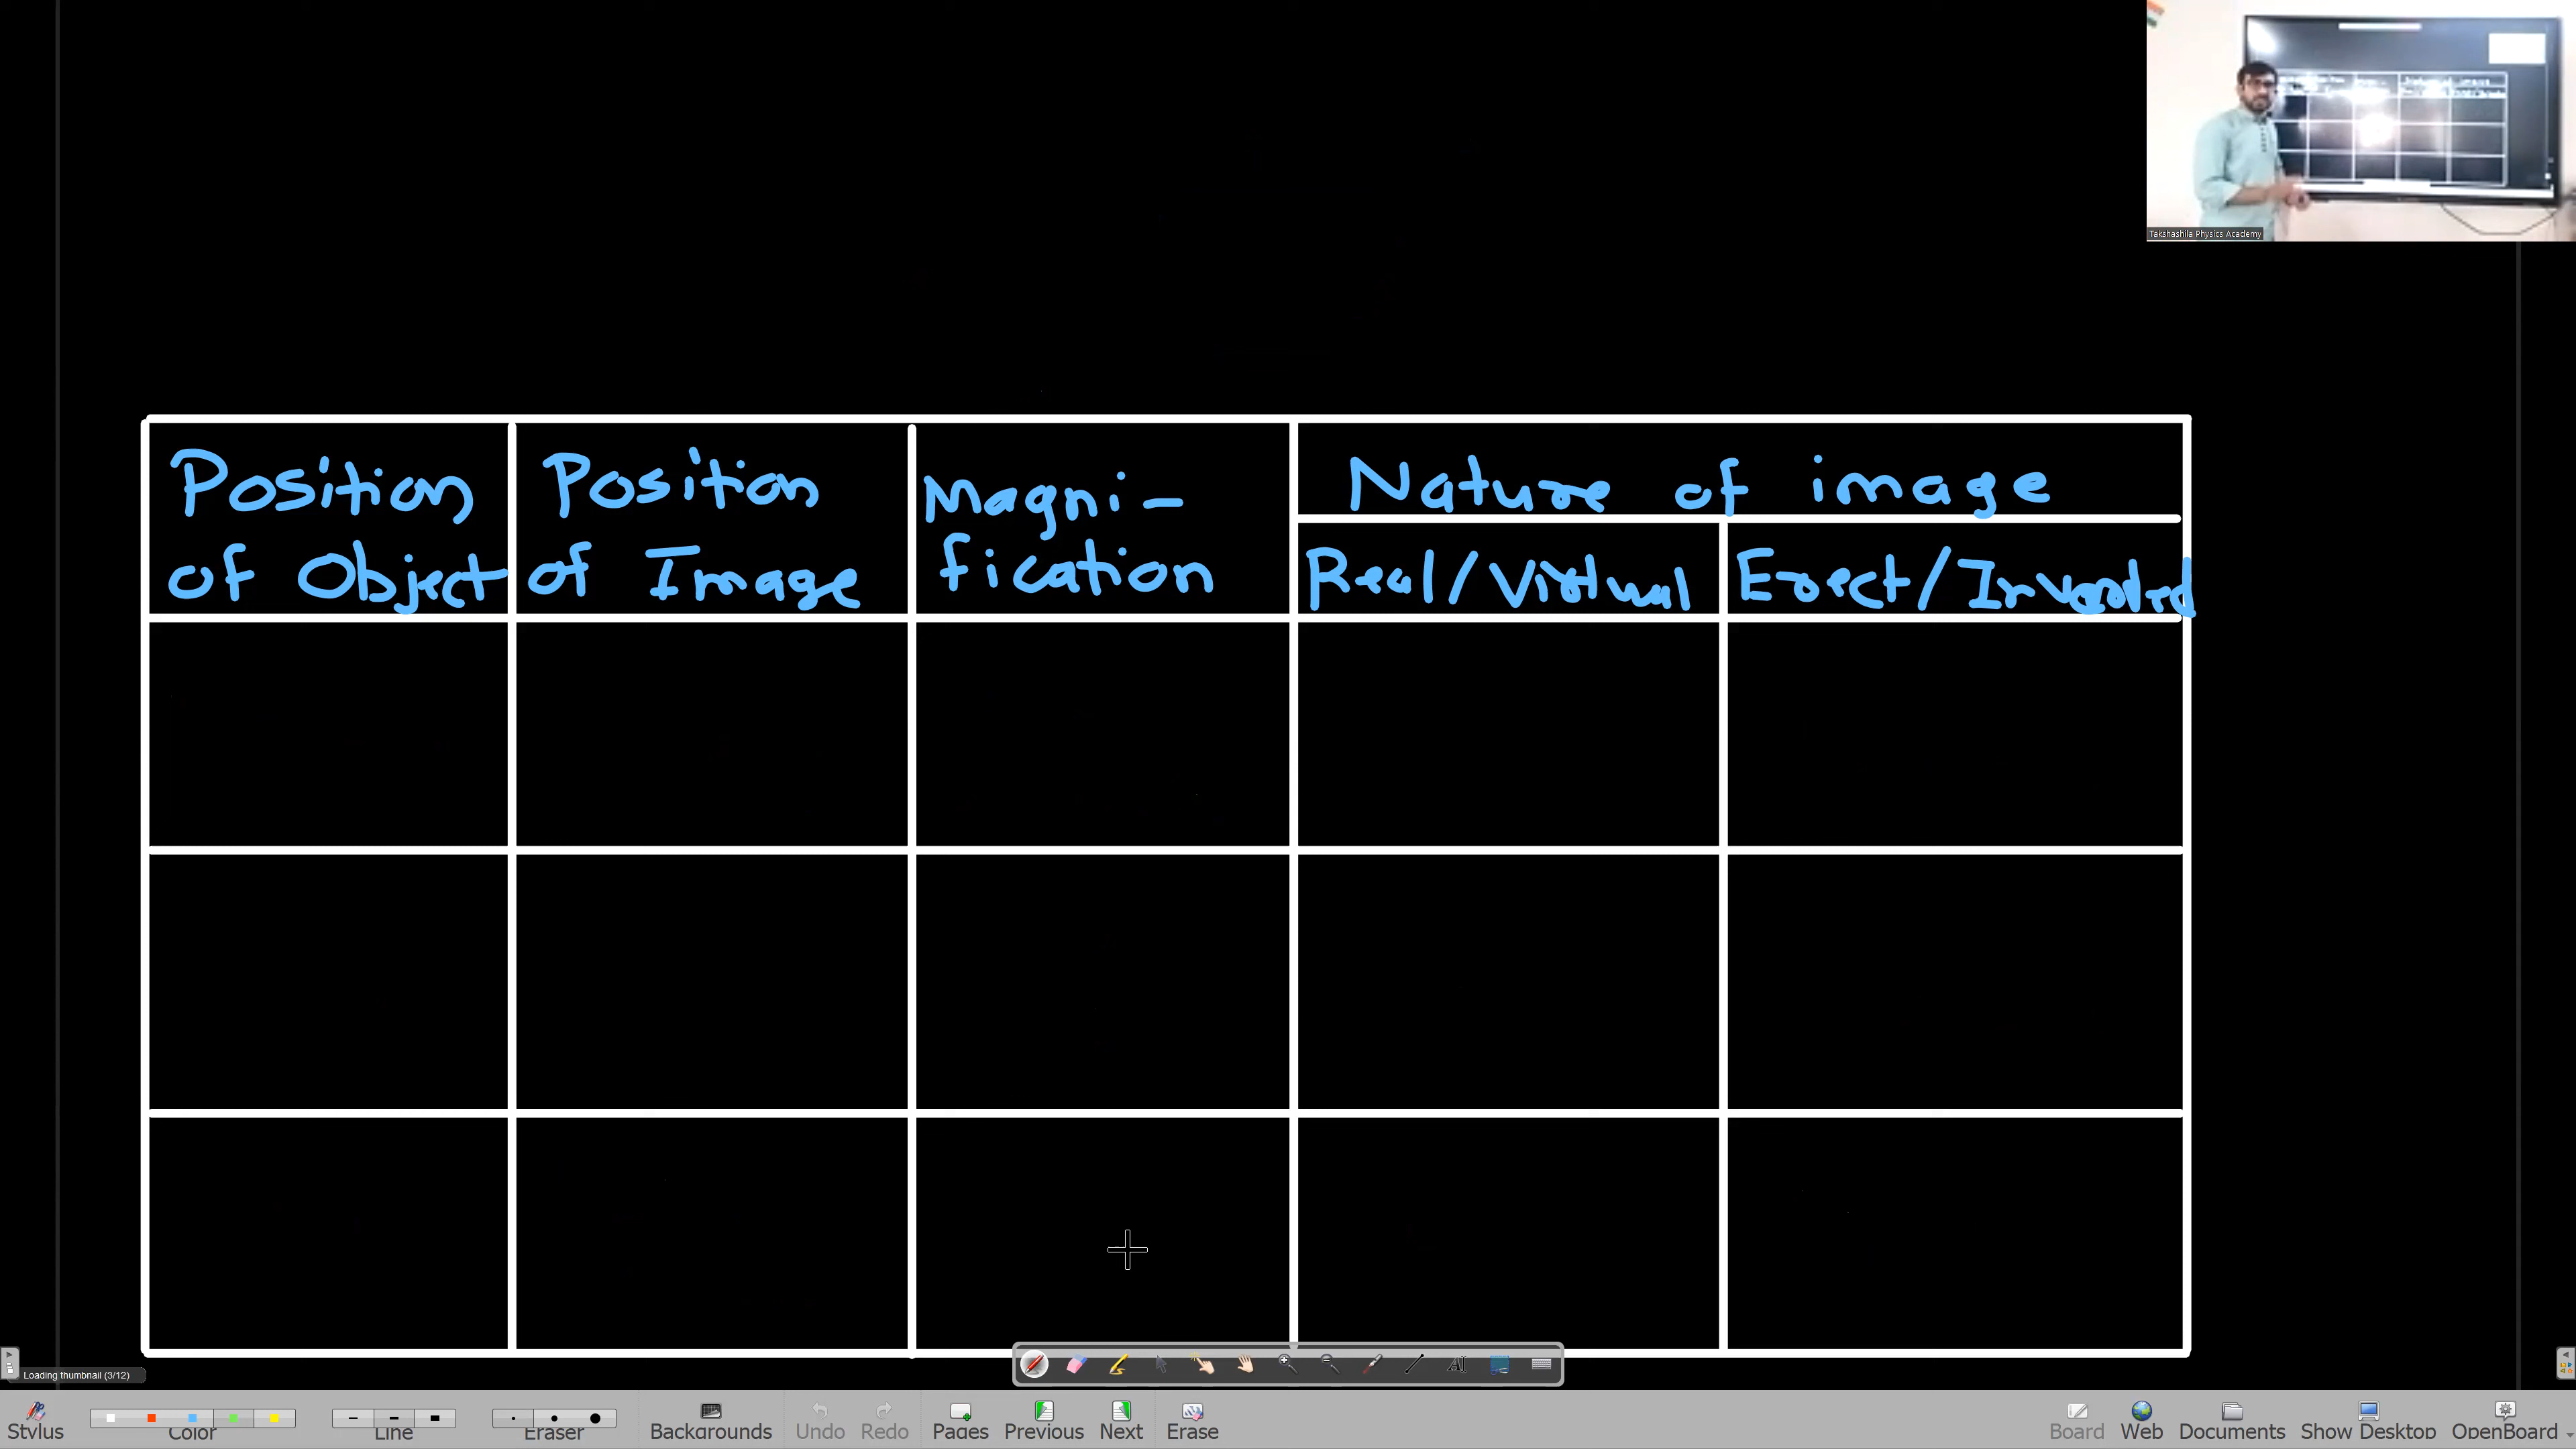 Takshashila Physics Academy
Position of Object
Position of Image
Magni-fication
Nature of image
Real/Virtual
Erect/Inverted
Loading thumbnail (3/12)
Stylus
Color
Line
Eraser
Backgrounds
Undo
Redo
Pages
Previous
Next
Erase
Board
Web
Documents
Show Desktop
OpenBoard